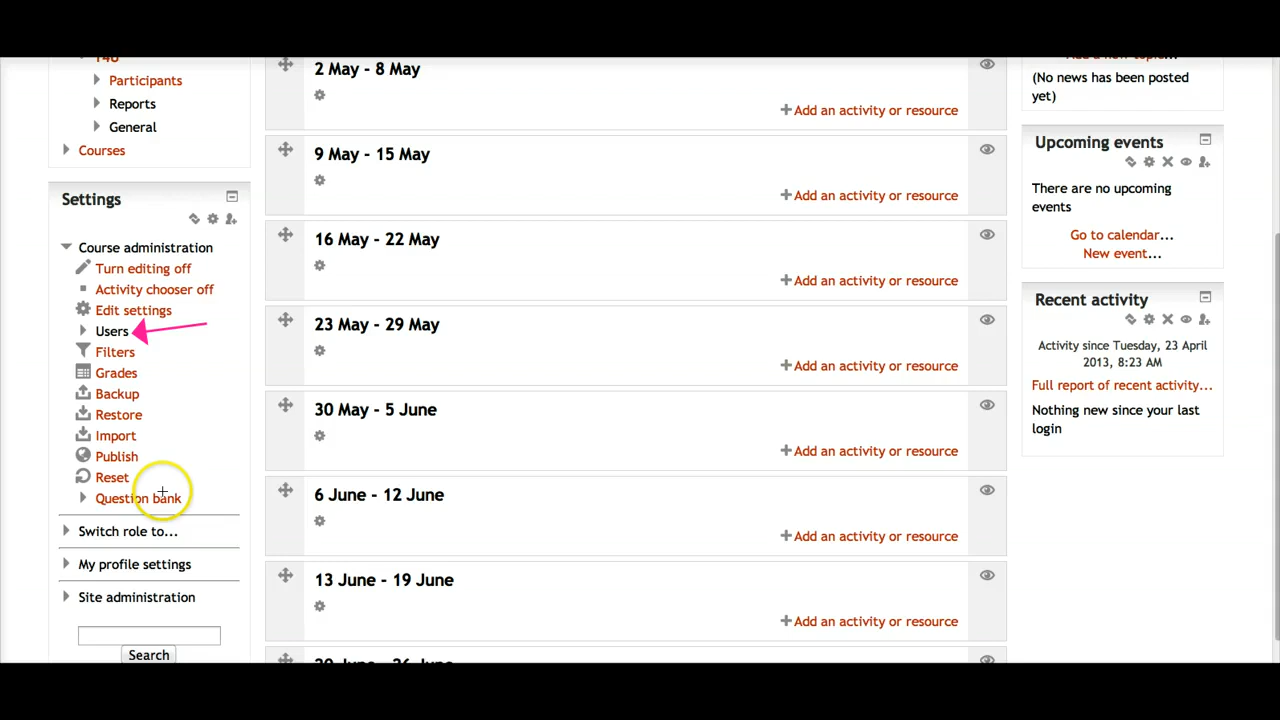 Participants
Reports
General
Courses
Settings
Course administration
Turn editing off
Activity chooser off
Edit settings
Users
Filters
Grades
Backup
Restore
Import
Publish
Reset
Question bank
Switch role to...
My profile settings
Site administration
Search
2 May - 8 May
Add an activity or resource
9 May - 15 May
Add an activity or resource
16 May - 22 May
Add an activity or resource
23 May - 29 May
Add an activity or resource
30 May - 5 June
Add an activity or resource
6 June - 12 June
Add an activity or resource
13 June - 19 June
Add an activity or resource
(No news has been posted
yet)
Upcoming events
There are no upcoming
events
Go to calendar...
New event...
Recent activity
Activity since Tuesday, 23 April
2013, 8:23 AM
Full report of recent activity...
Nothing new since your last
login